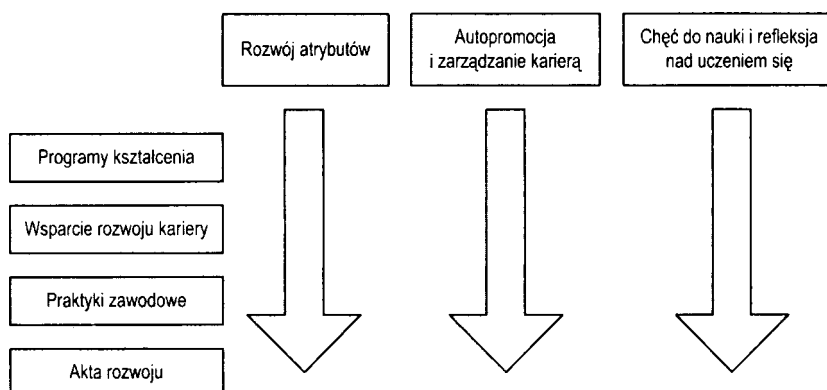 Rozwój atrybutów
Autopromocja
i zarządzanie karierą
Chęć do nauki i refleksja
nad uczeniem się
Programy kształcenia
Wsparcie rozwoju kariery
Praktyki zawodowe
Akta rozwoju